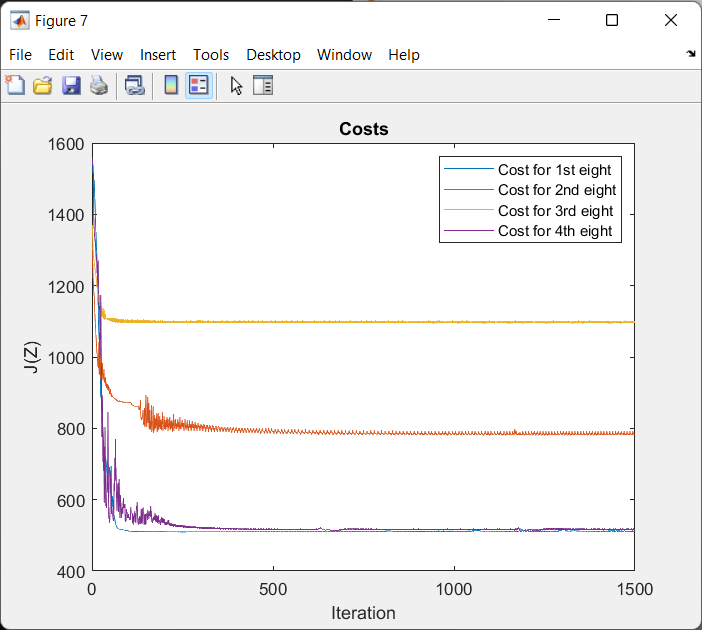 Figure 7
File Edit View Insert Tools Desktop Window Help
Costs
1600
1400
1200
1000
800
600
400
J(Z)
Cost for 1st eight
Cost for 2nd eight
Cost for 3rd eight
Cost for 4th eight
0 500 1000 1500
Iteration